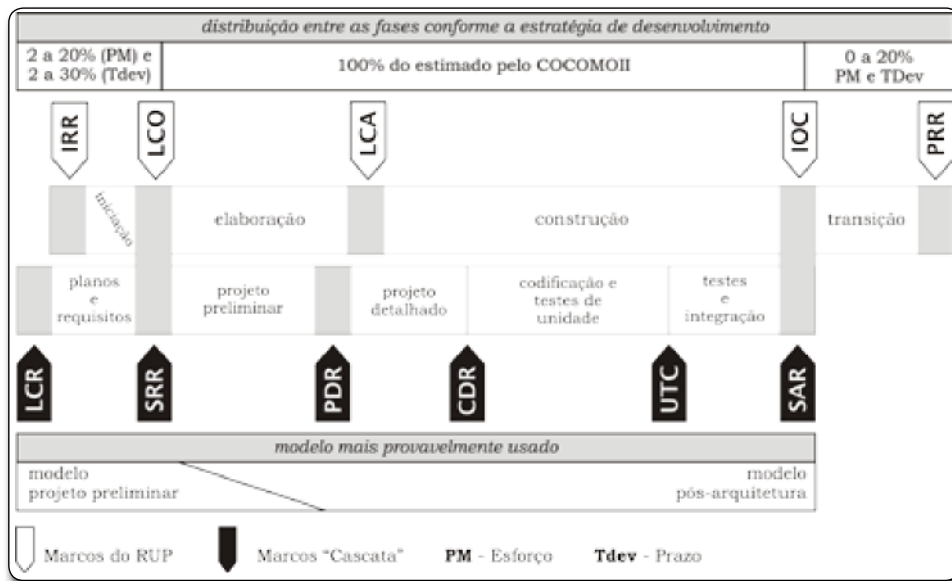 distribuição entre as fases conforme a estratégia de desenvolvimento
2 a 20% (PM) e
2 a 30% (Tdev)
100% do estimado pelo COCOMOII
0 a 20%
PM e TDev
IRR
LCO
LCA
IOC
PRR
iniciação
elaboração
construção
transição
planos
e
requisitos
projeto
preliminar
projeto
detalhado
codificação e
testes de
unidade
testes
e
integração
LCR
SRR
PDR
CDR
UTC
SAR
modelo mais provavelmente usado
modelo
projeto preliminar
modelo
pós-arquitetura
Marcos do RUP
Marcos "Cascata"
PM - Esforço
Tdev - Prazo